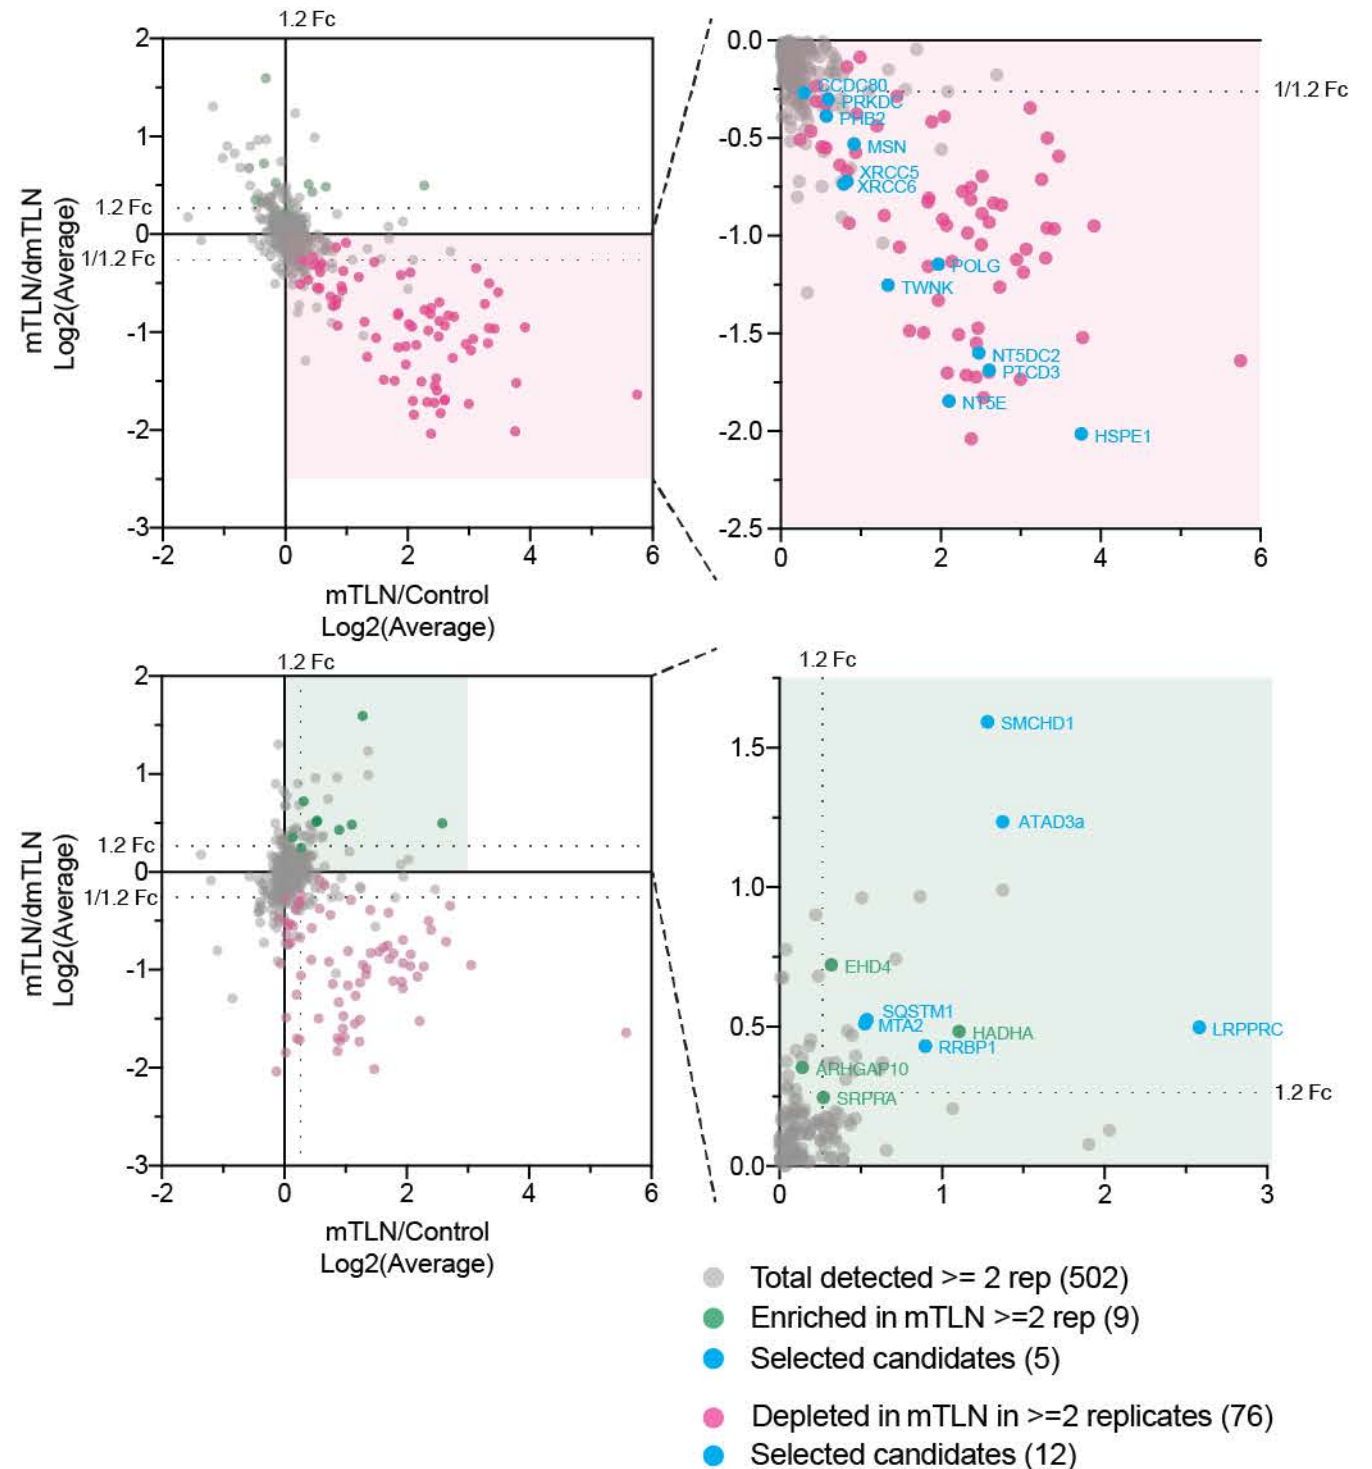 1.2 Fc
2
1
0
-1
-2
-3
1.2 Fc
1/1.2 Fc
mTLN/dmTLN
Log2(Average)
-2
0
2
4
6
mTLN/Control
Log2(Average)
0.0
-0.5
-1.0
-1.5
-2.0
-2.5
1/1.2 Fc
CCDC80
PRKDC
PHB2
MSN
XRCC5
XRCC6
POLG
TWNK
NT5DC2
PTCD3
NT5E
HSPE1
0
2
4
6
1.2 Fc
2
1
0
-1
-2
-3
1.2 Fc
1/1.2 Fc
mTLN/dmTLN
Log2(Average)
-2
0
2
4
6
mTLN/Control
Log2(Average)
1.2 Fc
1.5
1.0
0.5
0.0
SMCHD1
ATAD3a
EHD4
SQSTM1
MTA2
HADHA
LRPPRC
RRBP1
ARHGAP10
SRPRA
1.2 Fc
0
1
2
3
Total detected >= 2 rep (502)
Enriched in mTLN >=2 rep (9)
Selected candidates (5)
Depleted in mTLN in >=2 replicates (76)
Selected candidates (12)